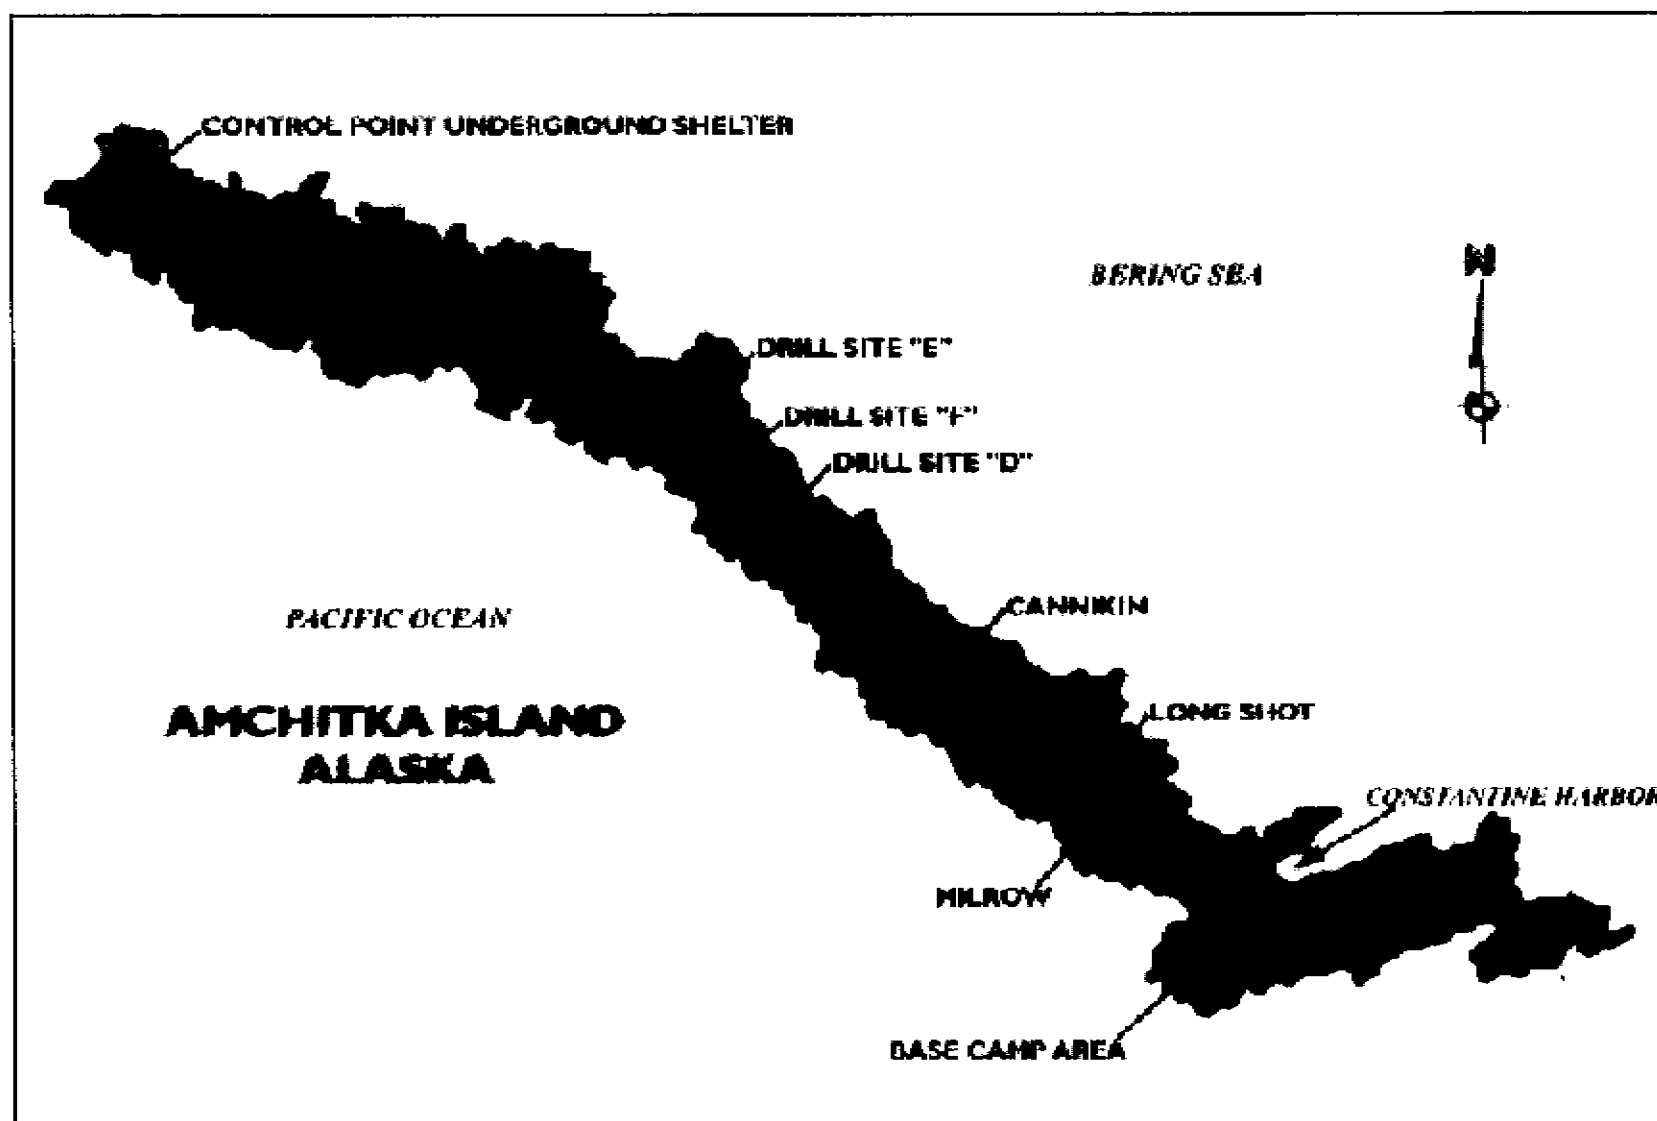 CONTROL POINT UNDERGROUND SHELTER
BERING SEA
N
DRILL SITE "E"
DRILL SITE "F"
DRILL SITE "D"
CANNIKIN
PACIFIC OCEAN
AMCHITKA ISLAND
ALASKA
LONG SHOT
CONSTANTINE HARBOR
MILROW
BASE CAMP AREA